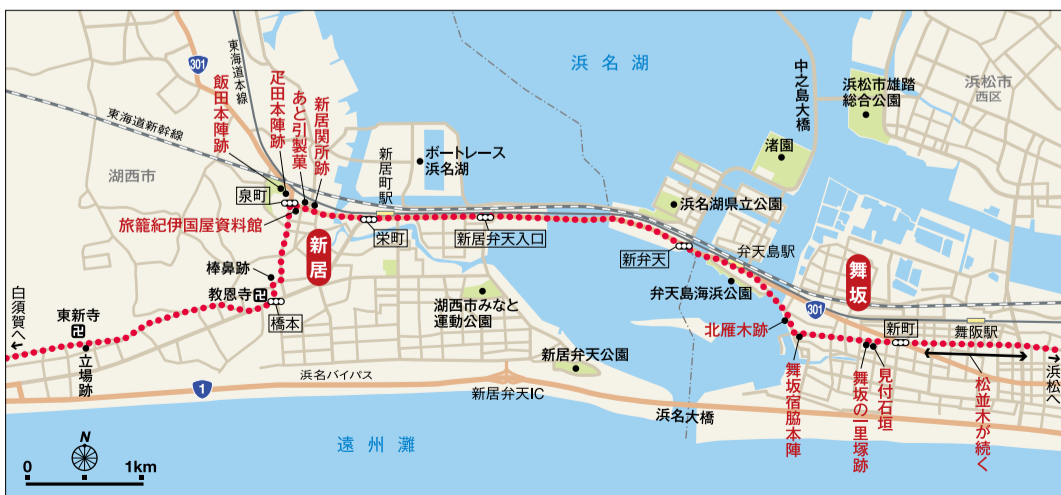 浜名湖
中之島大橋
浜松市
西区
浜松市雄踏
総合公園
渚園
301
東海道本線
東海道新幹線
飯田本陣跡
疋田本陣跡
あと引製菓
新居関所跡
湖西市
泉町
旅籠紀伊国屋資料館
新居
新居町駅
栄町
ボートレース
浜名湖
新居弁天入口
浜名湖県立公園
新弁天
弁天島駅
弁天島海浜公園
301
舞坂
北雁木跡
新町
舞阪駅
棒鼻跡
教恩寺
橋本
白須賀へ
東新寺
立場跡
湖西市みなと
運動公園
新居弁天公園
浜名バイパス
1
新居弁天IC
浜名大橋
舞坂宿脇本陣
舞坂の一里塚跡
見付石垣
松並木が続く
浜松へ
遠州灘
N
0
1km